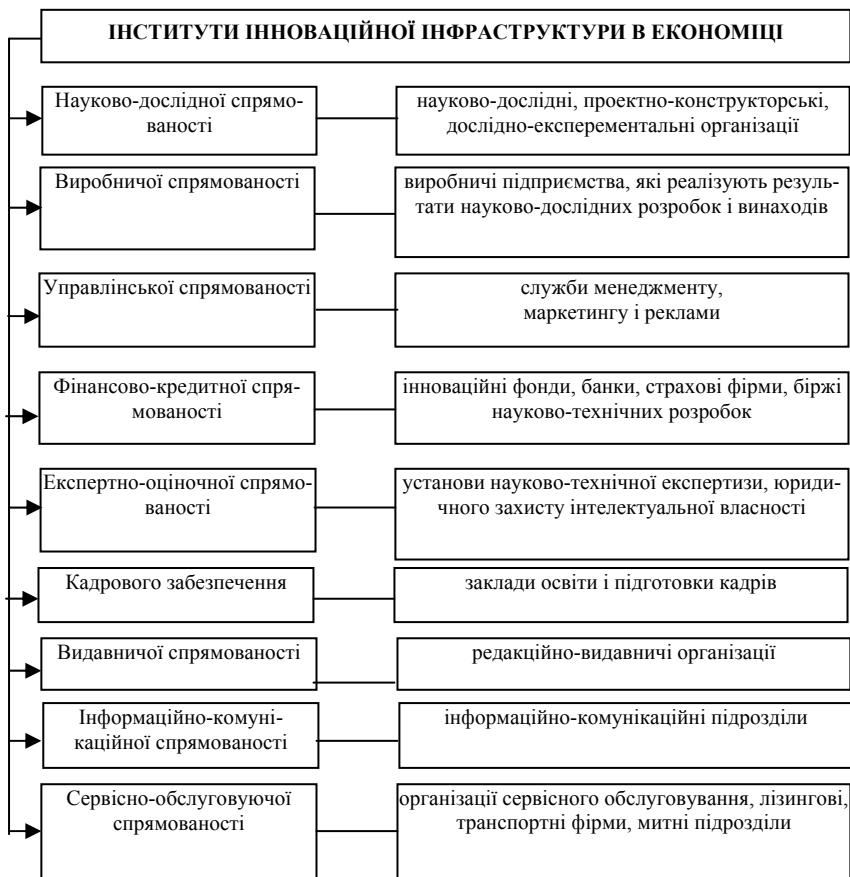 ІНСТИТУТИ ІННОВАЦІЙНОЇ ІНФРАСТРУКТУРИ В ЕКОНОМІЦІ
Науково-дослідної спрямо-
ваності
науково-дослідні, проектно-конструкторські,
дослідно-експерементальні організації
Виробничої спрямованості
виробничі підприємства, які реалізують резуль-
тати науково-дослідних розробок і винаходів
Управлінської спрямованості
служби менеджменту,
маркетингу і реклами
Фінансово-кредитної спря-
мованості
інноваційні фонди, банки, страхові фірми, біржі
науково-технічних розробок
Експертно-оціночної спрямо-
ваності
установи науково-технічної експертизи, юриди-
чного захисту інтелектуальної власності
Кадрового забезпечення
заклади освіти і підготовки кадрів
Видавничої спрямованості
редакційно-видавничі організації
Інформаційно-комуні-
каційної спрямованості
інформаційно-комунікаційні підрозділи
Сервісно-обслуговуючої
спрямованості
організації сервісного обслуговування, лізингові,
транспортні фірми, митні підрозділи